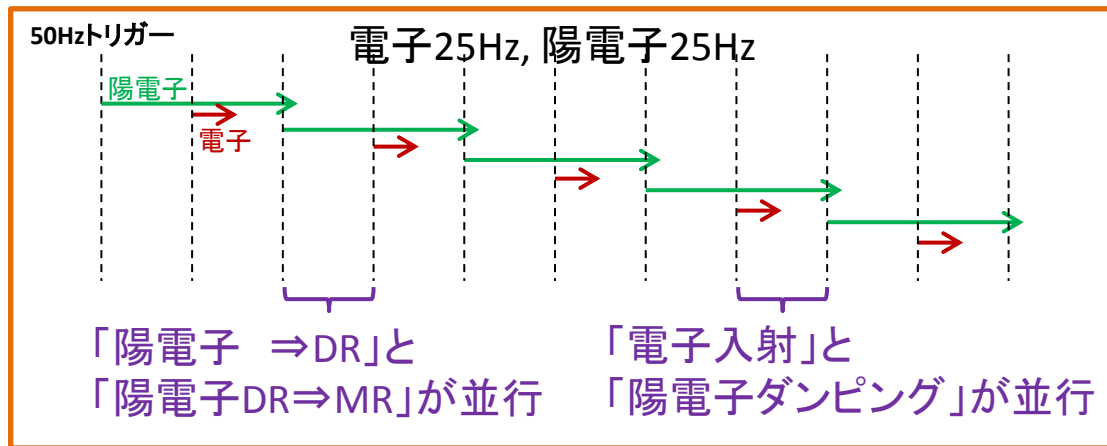 50Hzトリガー
電子25Hz, 陽電子25Hz
陽電子
電子
「陽電子　⇒DR」と
「陽電子DR⇒MR」が並行
「電子入射」と
「陽電子ダンピング」が並行